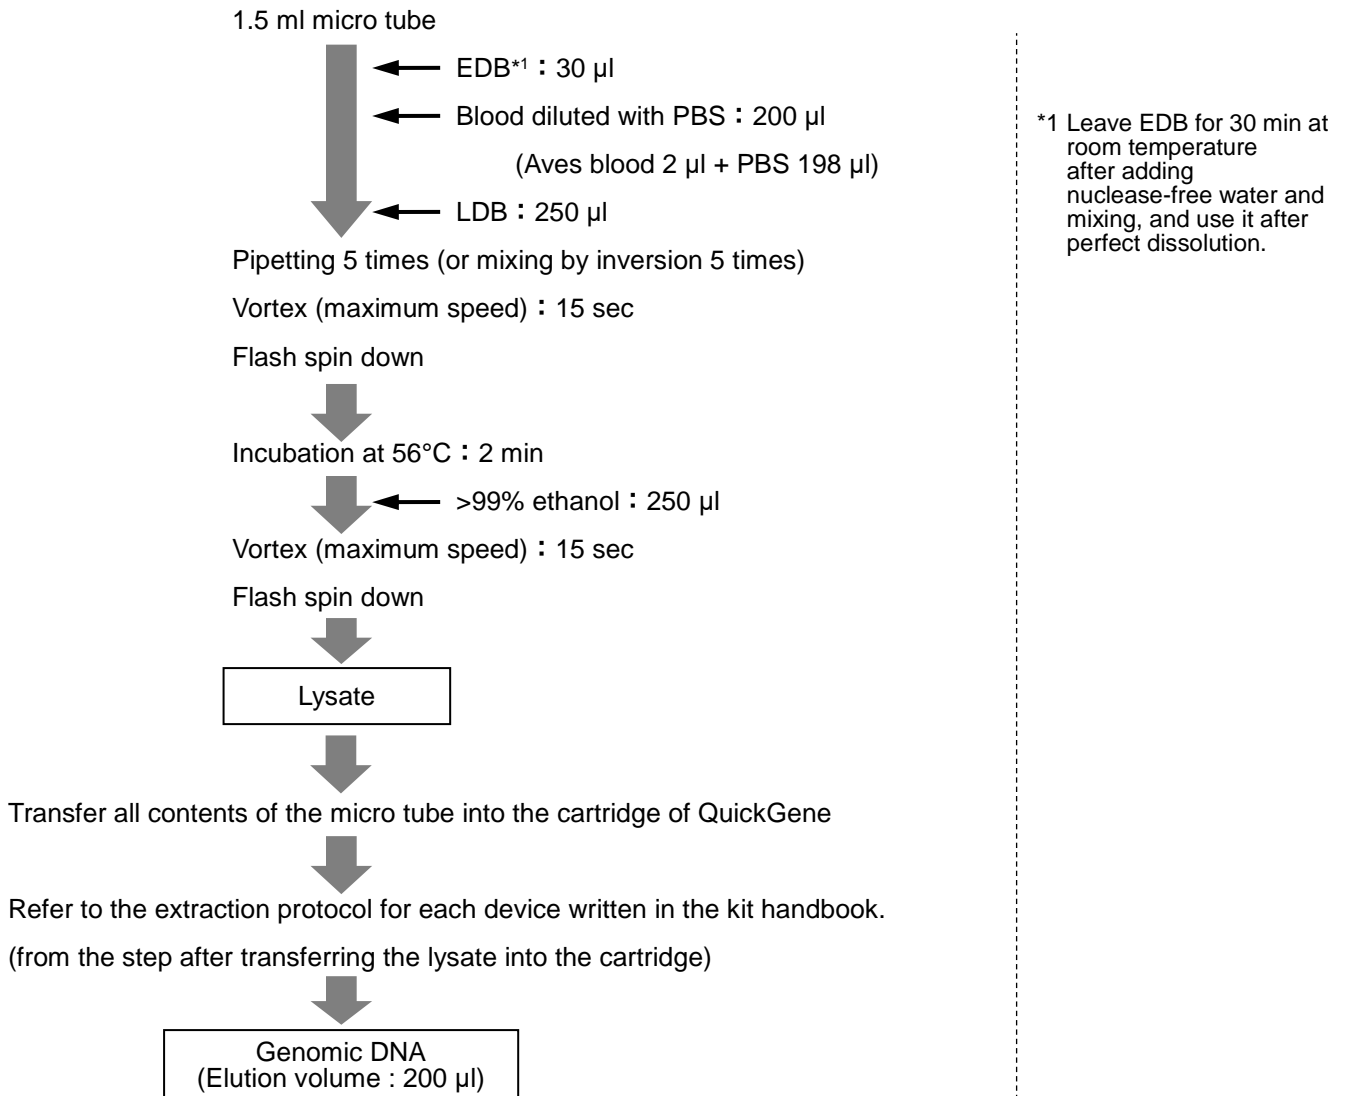 1.5 ml micro tube
EDB*1：30 µl
Blood diluted with PBS：200 µl
(Aves blood 2 µl + PBS 198 µl)
LDB：250 µl
Pipetting 5 times (or mixing by inversion 5 times)
Vortex (maximum speed)：15 sec
Flash spin down
Incubation at 56°C：2 min
>99% ethanol：250 µl
Vortex (maximum speed)：15 sec
Flash spin down
Lysate
Transfer all contents of the micro tube into the cartridge of QuickGene
Refer to the extraction protocol for each device written in the kit handbook.
(from the step after transferring the lysate into the cartridge)
Genomic DNA
(Elution volume : 200 µl)
*1 Leave EDB for 30 min at
room temperature
after adding
nuclease-free water and
mixing, and use it after
perfect dissolution.